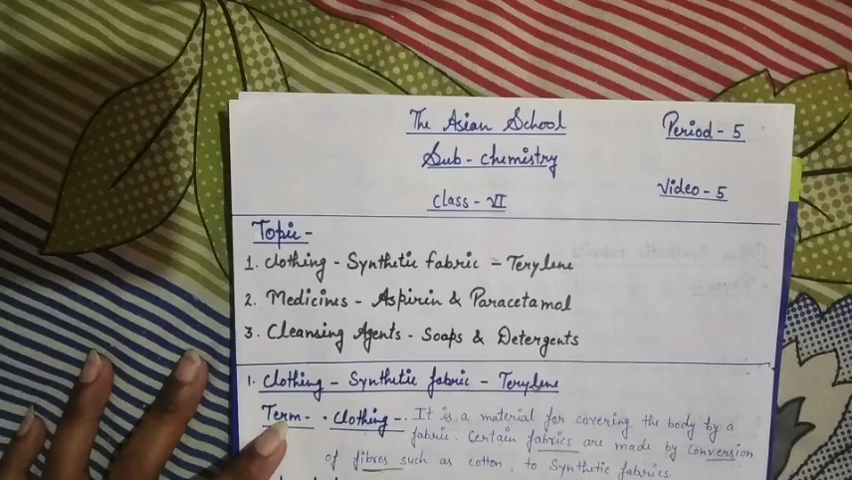 The Asian School
Period - 5
Sub - chemistry
Class - VI
Video - 5
Topic -
1. Clothing - Synthetic fabric - Terylene
2. Medicines - Aspirin & Paracetamol
3. Cleansing Agents - Soaps & Detergents
1. Clothing - Synthetic fabric - Terylene
Term - • Clothing - It is a material for covering the body by a
fabric. Certain fabrics are made by conversion
of fibres such as cotton, to Synthetic fabrics.